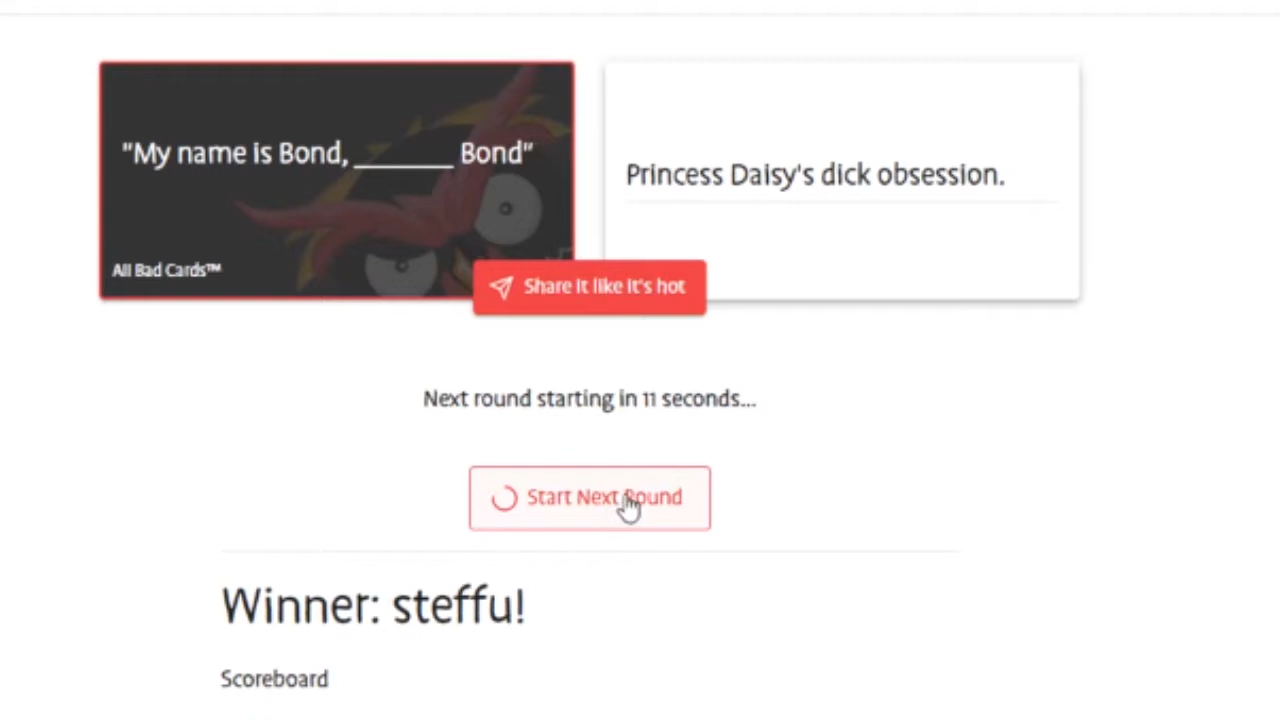 "My name is Bond, _______ Bond"
Princess Daisy's dick obsession.
All Bad Cards™
Share it like it's hot
Next round starting in 11 seconds...
Start Next Round
Winner: steffu!
Scoreboard